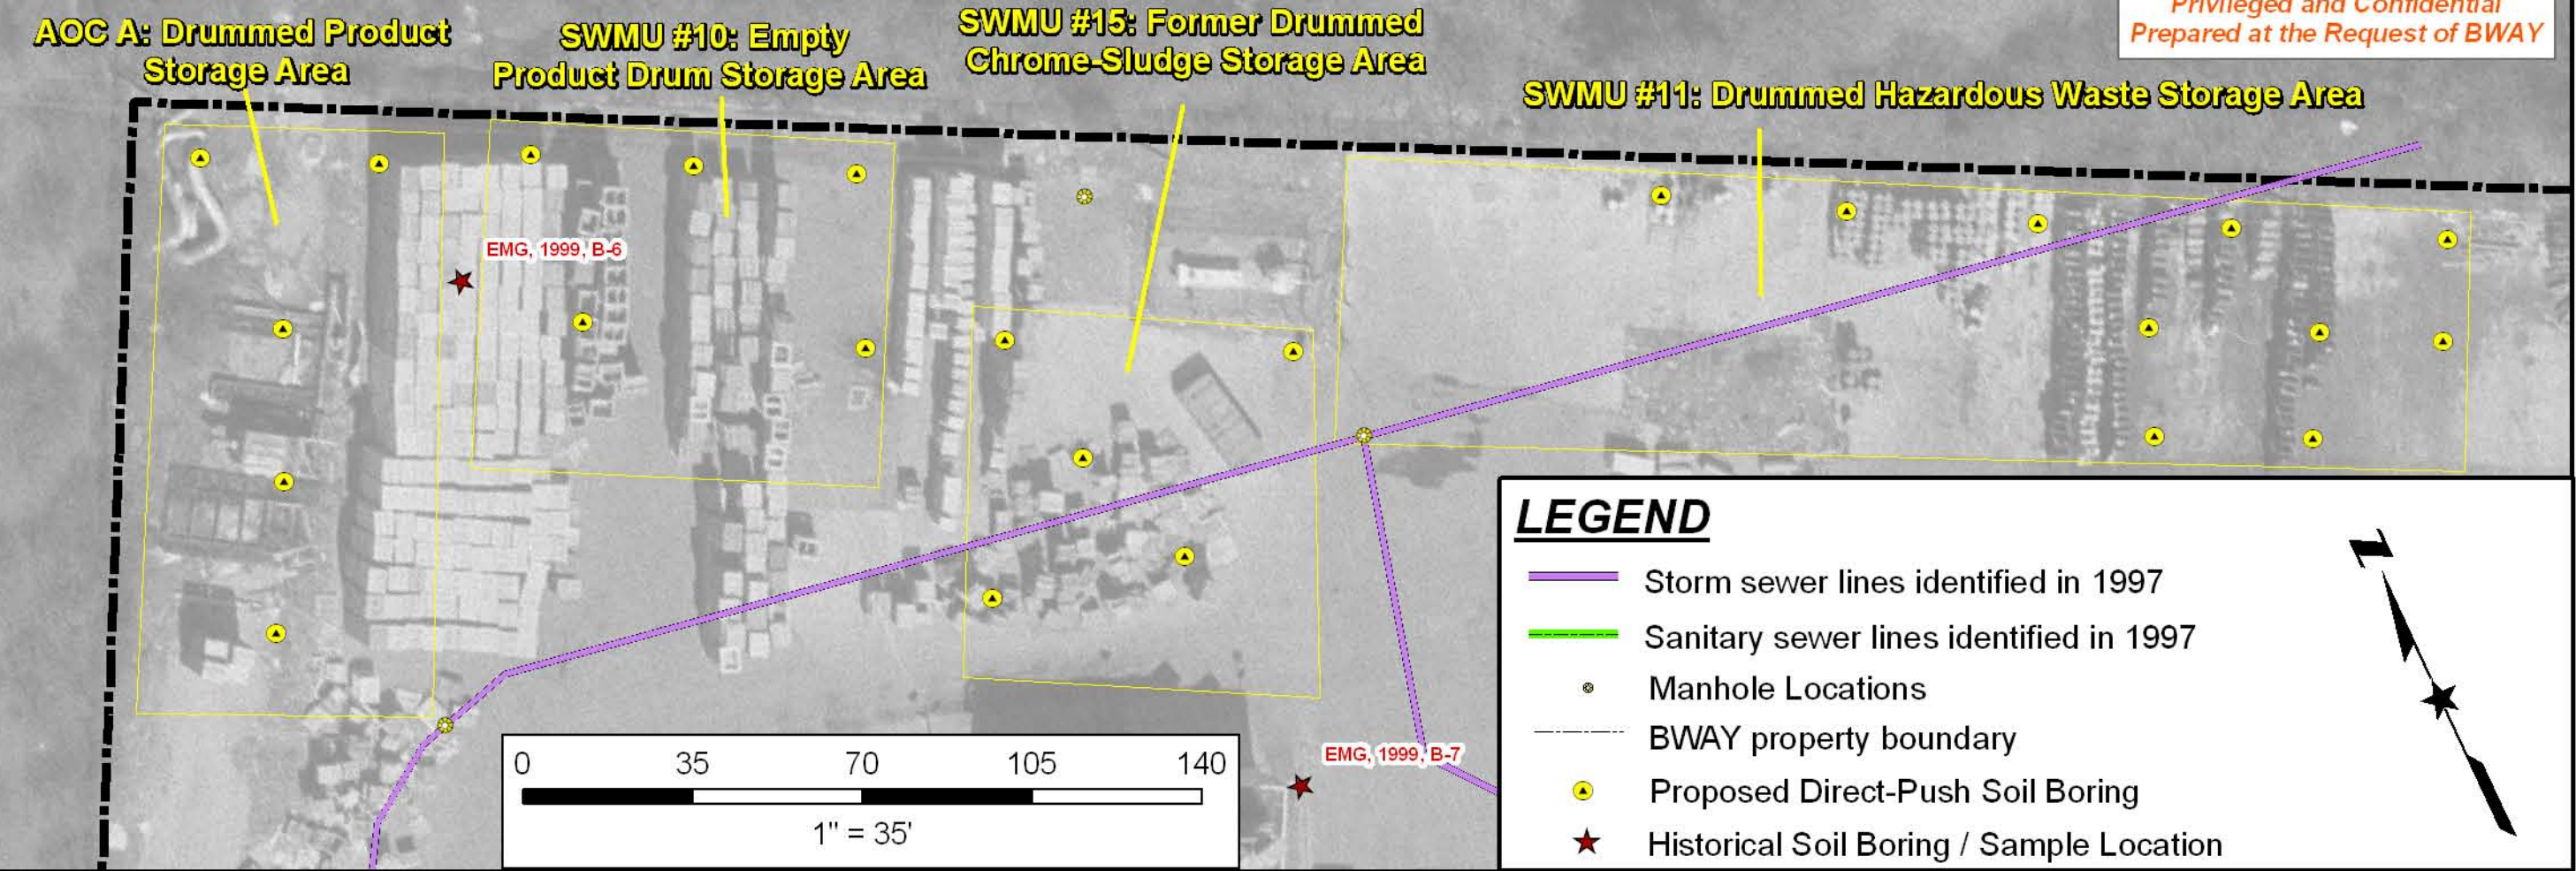 Privileged and Confidential
Prepared at the Request of BWAY
AOC A: Drummed Product
Storage Area
SWMU #10: Empty
Product Drum Storage Area
SWMU #15: Former Drummed
Chrome-Sludge Storage Area
SWMU #11: Drummed Hazardous Waste Storage Area
EMG, 1999, B-6
EMG, 1999, B-7
0 35 70 105 140
1" = 35'
LEGEND
Storm sewer lines identified in 1997
Sanitary sewer lines identified in 1997
Manhole Locations
BWAY property boundary
Proposed Direct-Push Soil Boring
Historical Soil Boring / Sample Location
N